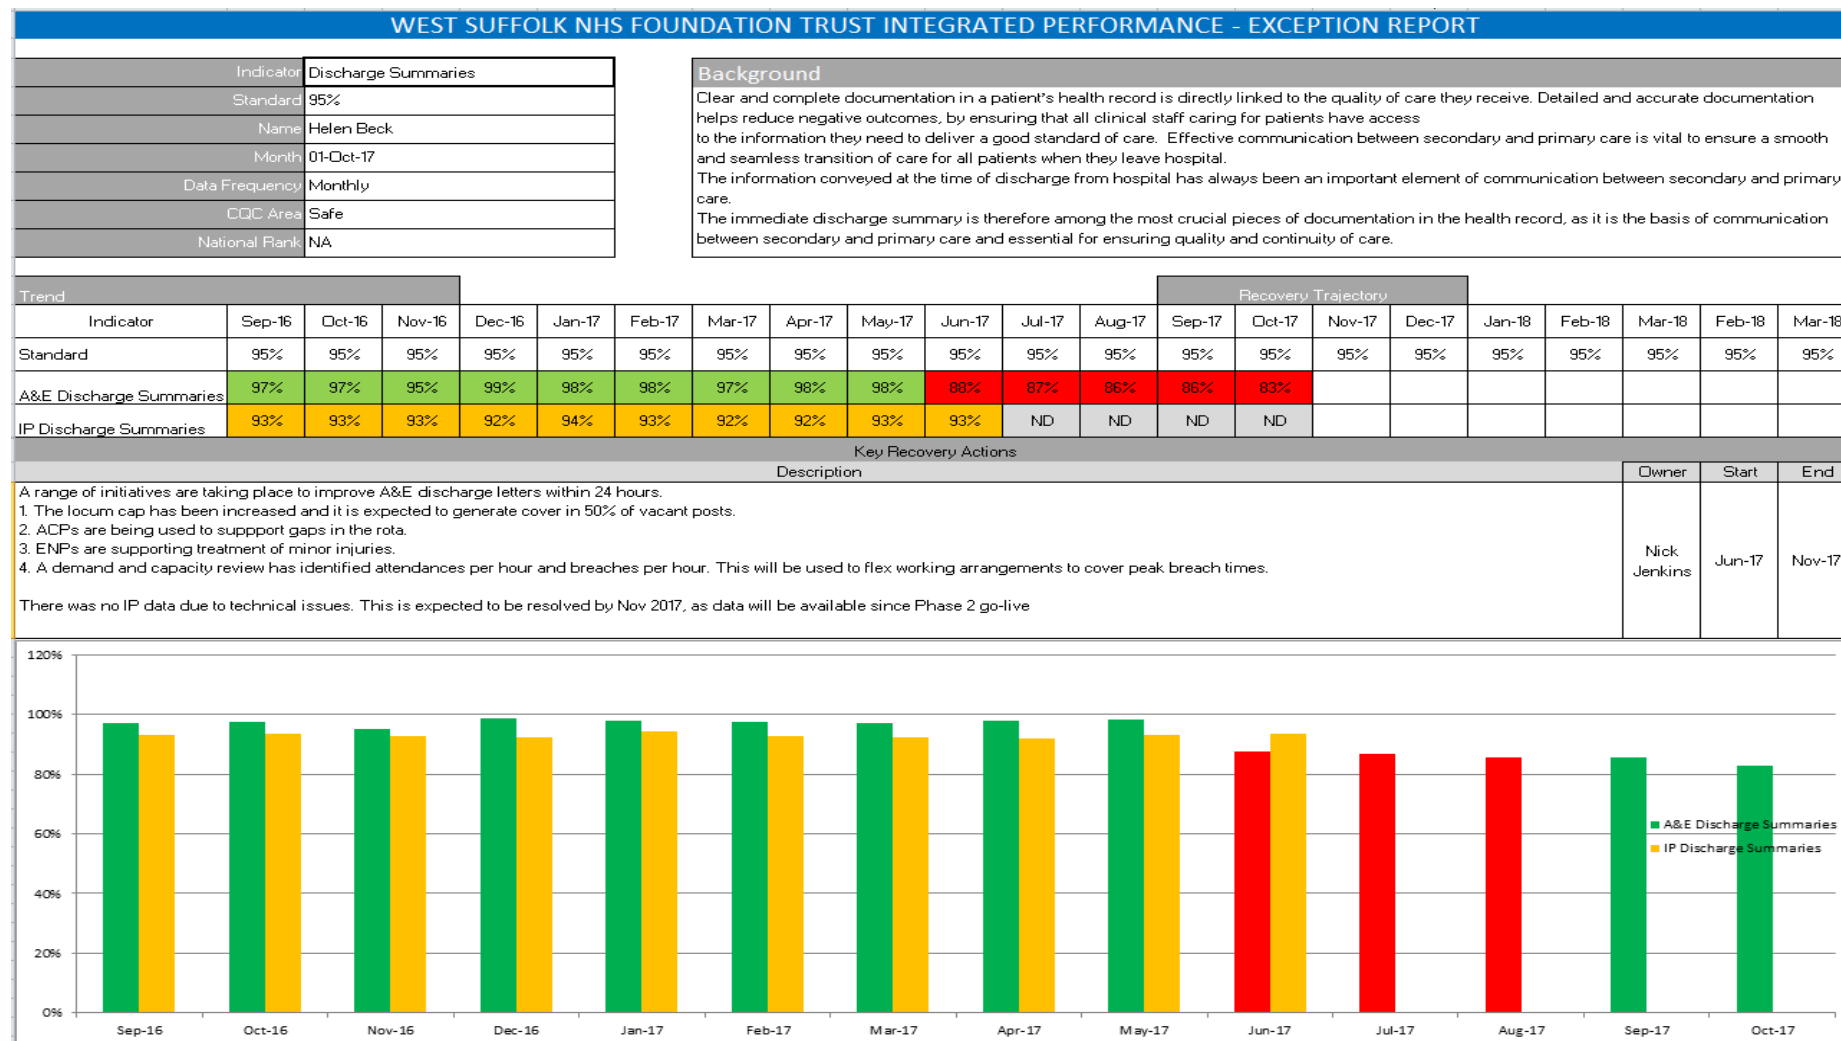 WEST SUFFOLK NHS FOUNDATION TRUST INTEGRATED PERFORMANCE - EXCEPTION REPORT
Indicator Discharge Summaries
Standard 95%
Name Helen Beck
Month 01-Oct-17
Data Frequency Monthly
CQC Area Safe
National Rank NA
Background
Clear and complete documentation in a patient's health record is directly linked to the quality of care they receive. Detailed and accurate documentation
helps reduce negative outcomes, by ensuring that all clinical staff caring for patients have access
to the information they need to deliver a good standard of care. Effective communication between secondary and primary care is vital to ensure a smooth
and seamless transition of care for all patients when they leave hospital.
The information conveyed at the time of discharge from hospital has always been an important element of communication between secondary and primary
care.
The immediate discharge summary is therefore among the most crucial pieces of documentation in the health record, as it is the basis of communication
between secondary and primary care and essential for ensuring quality and continuity of care.
Trend Recovery Trajectory
Indicator Sep-16 Oct-16 Nov-16 Dec-16 Jan-17 Feb-17 Mar-17 Apr-17 May-17 Jun-17 Jul-17 Aug-17 Sep-17 Oct-17 Nov-17 Dec-17 Jan-18 Feb-18 Mar-18 Feb-18 Mar-18
Standard 95% 95% 95% 95% 95% 95% 95% 95% 95% 95% 95% 95% 95% 95% 95% 95% 95% 95% 95% 95% 95%
A&E Discharge Summaries 97% 97% 95% 99% 98% 98% 97% 98% 98% 88% 87% 86% 86% 83%
IP Discharge Summaries 93% 93% 93% 92% 94% 93% 92% 92% 93% 93% ND ND ND ND
Key Recovery Actions
Description Owner Start End
A range of initiatives are taking place to improve A&E discharge letters within 24 hours.
1. The locum cap has been increased and it is expected to generate cover in 50% of vacant posts.
2. ACPs are being used to suppport gaps in the rota.
3. ENPs are supporting treatment of minor injuries.
4. A demand and capacity review has identified attendances per hour and breaches per hour. This will be used to flex working arrangements to cover peak breach times.
There was no IP data due to technical issues. This is expected to be resolved by Nov 2017, as data will be available since Phase 2 go-live
Nick
Jenkins
Jun-17 Nov-17
120%
100%
80%
60%
40%
20%
0%
A&E Discharge Summaries
IP Discharge Summaries
Sep-16 Oct-16 Nov-16 Dec-16 Jan-17 Feb-17 Mar-17 Apr-17 May-17 Jun-17 Jul-17 Aug-17 Sep-17 Oct-17